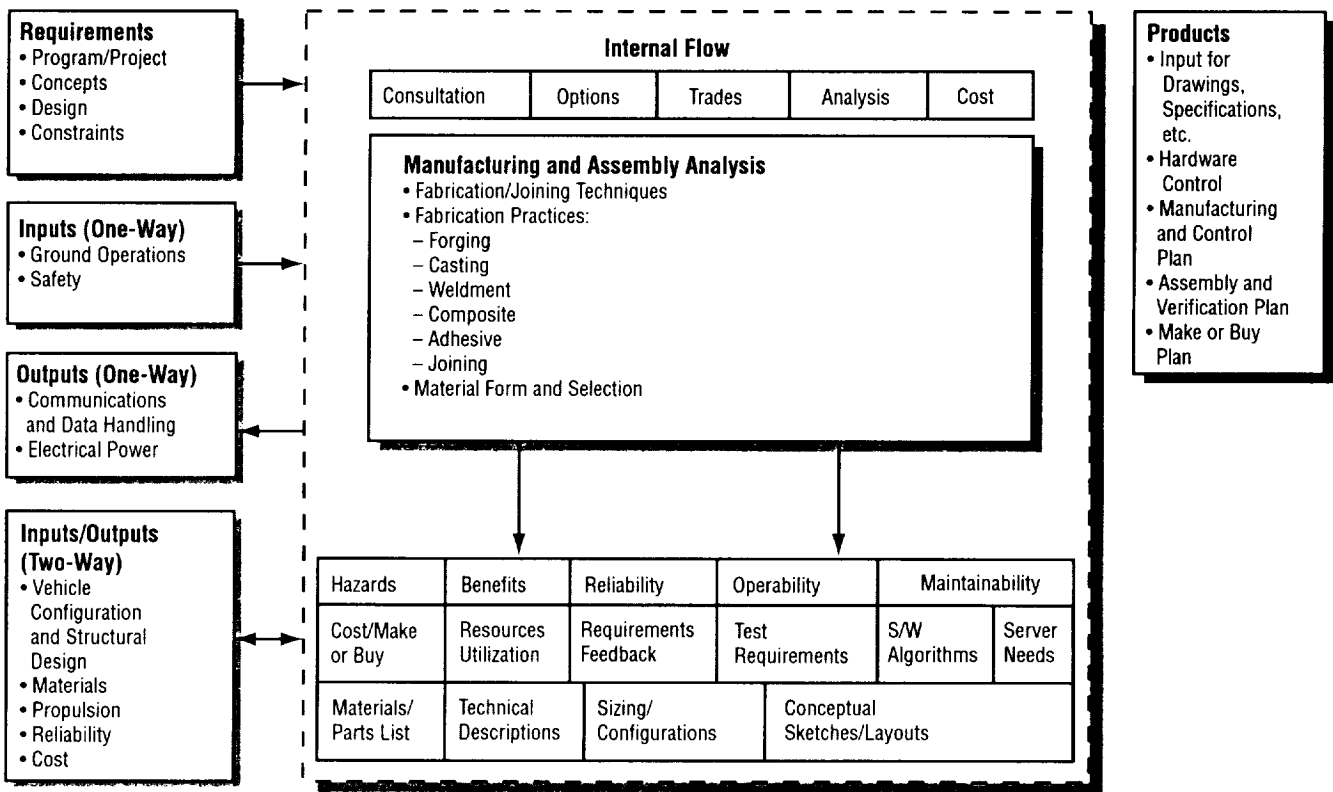 Requirements
• Program/Project
• Concepts
• Design
• Constraints
Inputs (One-Way)
• Ground Operations
• Safety
Outputs (One-Way)
• Communications
and Data Handling
• Electrical Power
Inputs/Outputs
(Two-Way)
• Vehicle
Configuration
and Structural
Design
• Materials
• Propulsion
• Reliability
• Cost
Internal Flow
Consultation Options Trades Analysis Cost
Manufacturing and Assembly Analysis
• Fabrication/Joining Techniques
• Fabrication Practices:
– Forging
– Casting
– Weldment
– Composite
– Adhesive
– Joining
• Material Form and Selection
Hazards Benefits Reliability Operability Maintainability
Cost/Make
or Buy
Resources
Utilization
Requirements
Feedback
Test
Requirements
S/W
Algorithms
Server
Needs
Materials/
Parts List
Technical
Descriptions
Sizing/
Configurations
Conceptual
Sketches/Layouts
Products
• Input for
Drawings,
Specifications,
etc.
• Hardware
Control
• Manufacturing
and Control
Plan
• Assembly and
Verification Plan
• Make or Buy
Plan